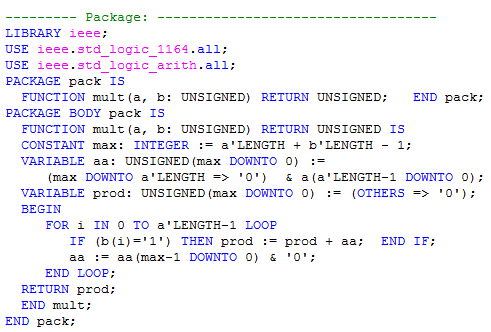 --------- Package: -----------------------------------
LIBRARY ieee;
USE ieee.std_logic_1164.all;
USE ieee.std_logic_arith.all;
PACKAGE pack IS
  FUNCTION mult(a, b: UNSIGNED) RETURN UNSIGNED;   END pack;
PACKAGE BODY pack IS
  FUNCTION mult(a, b: UNSIGNED) RETURN UNSIGNED IS
  CONSTANT max: INTEGER := a'LENGTH + b'LENGTH - 1;
  VARIABLE aa: UNSIGNED(max DOWNTO 0) :=
     (max DOWNTO a'LENGTH => '0')  & a(a'LENGTH-1 DOWNTO 0);
  VARIABLE prod: UNSIGNED(max DOWNTO 0) := (OTHERS => '0');
  BEGIN
     FOR i IN 0 TO a'LENGTH-1 LOOP
        IF (b(i)='1') THEN prod := prod + aa;  END IF;
        aa := aa(max-1 DOWNTO 0) & '0';
     END LOOP;
  RETURN prod;
  END mult;
END pack;